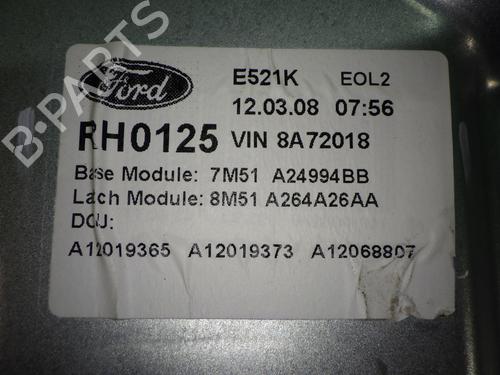 Ford
E521K EOL2
12.03.08 07:56
RH0125 VIN 8A72018
Base Module: 7M51 A24994BB
Lach Module: 8M51 A264A26AA
DCU:
A12019365 A12019373 A12068807
B-PARTS